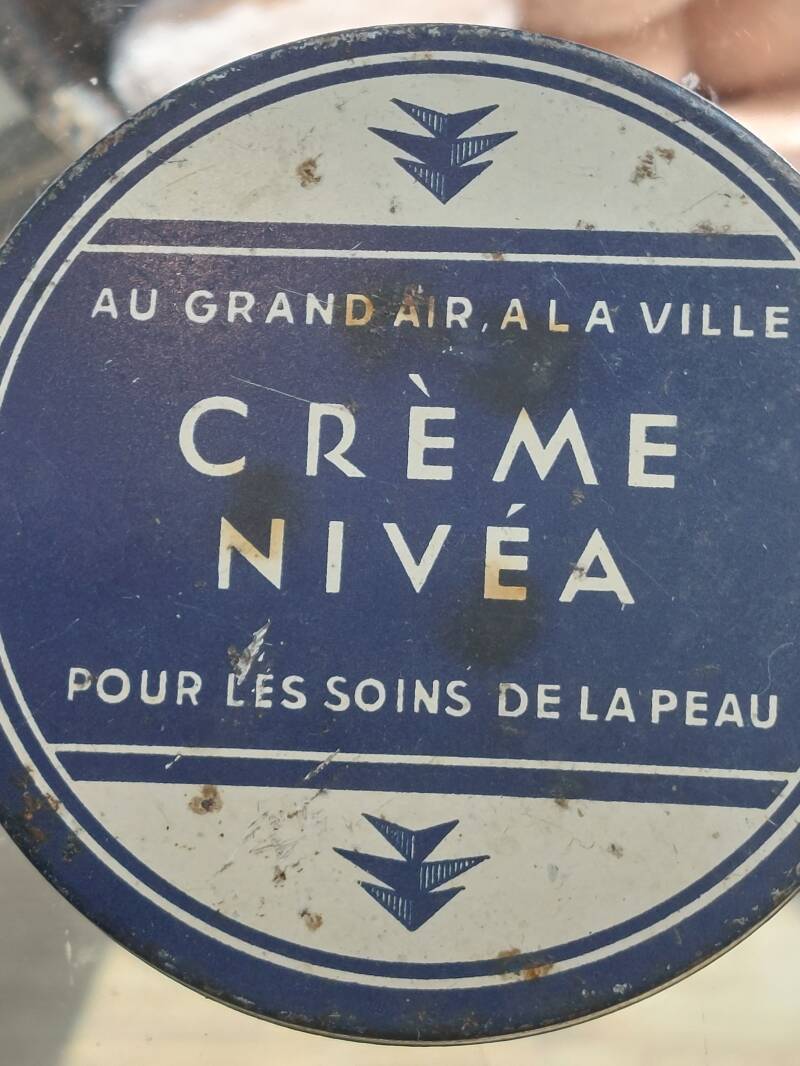 AU GRAND AIR, A LA VILLE
CRÈME
NIVÉA
POUR LES SOINS DE LA PEAU